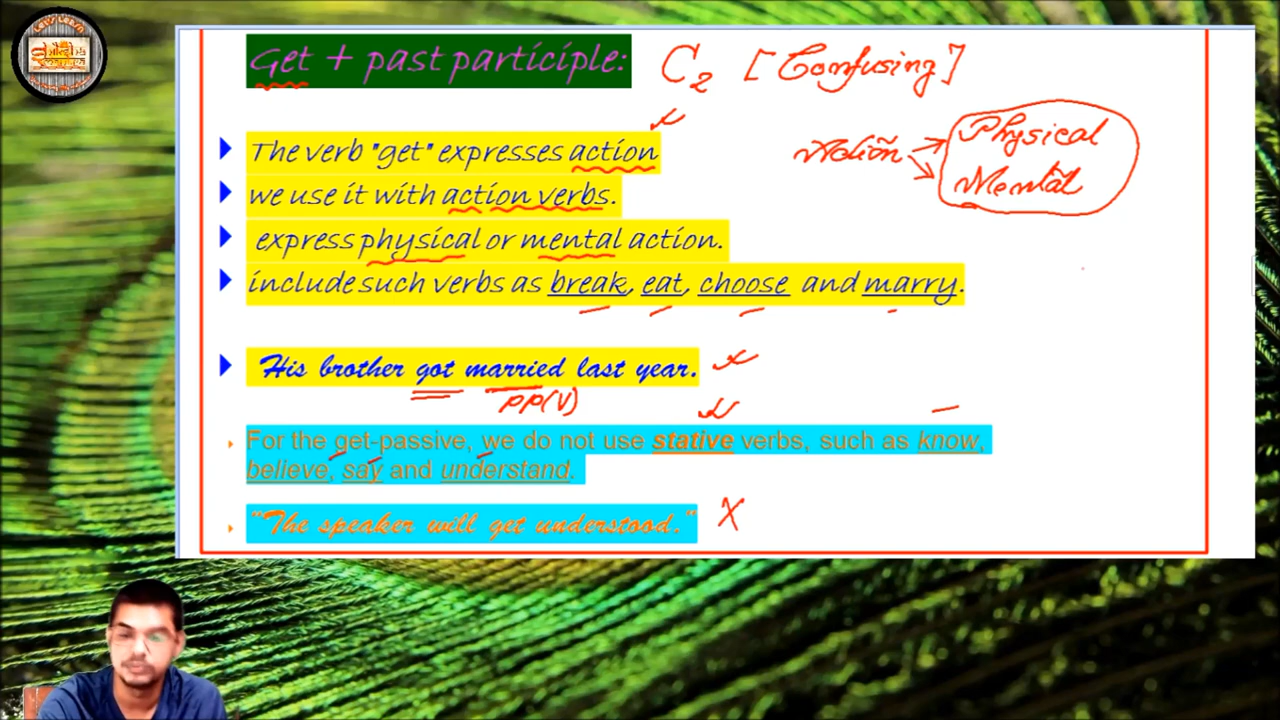 Let's Learn
Get + past participle: C2 [Confusing]
The verb "get" expresses action
Action Physical
Mental
we use it with action verbs.
express physical or mental action.
include such verbs as break, eat, choose and marry.
His brother got married last year.
pp(V)
For the get-passive, we do not use stative verbs, such as know,
believe, say and understand.
"The speaker will get understood." X